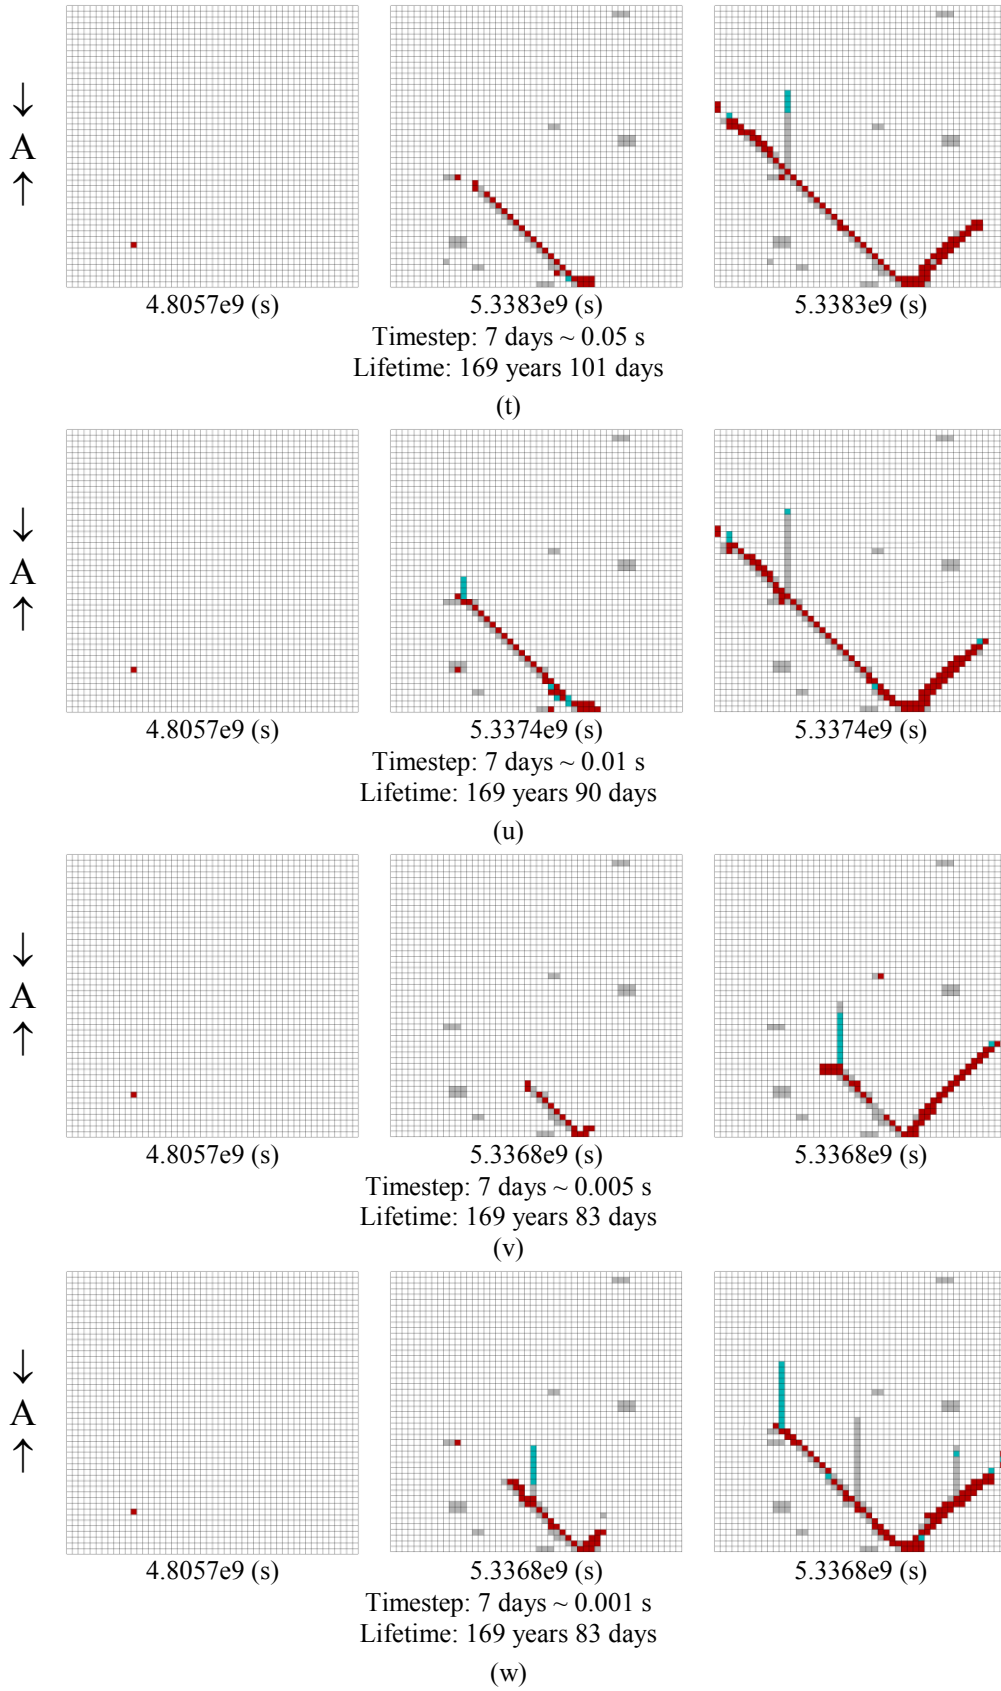 ↓
A
↑
4.8057e9 (s) 5.3383e9 (s) 5.3383e9 (s)
Timestep: 7 days ~ 0.05 s
Lifetime: 169 years 101 days
(t)
↓
A
↑
4.8057e9 (s) 5.3374e9 (s) 5.3374e9 (s)
Timestep: 7 days ~ 0.01 s
Lifetime: 169 years 90 days
(u)
↓
A
↑
4.8057e9 (s) 5.3368e9 (s) 5.3368e9 (s)
Timestep: 7 days ~ 0.005 s
Lifetime: 169 years 83 days
(v)
↓
A
↑
4.8057e9 (s) 5.3368e9 (s) 5.3368e9 (s)
Timestep: 7 days ~ 0.001 s
Lifetime: 169 years 83 days
(w)